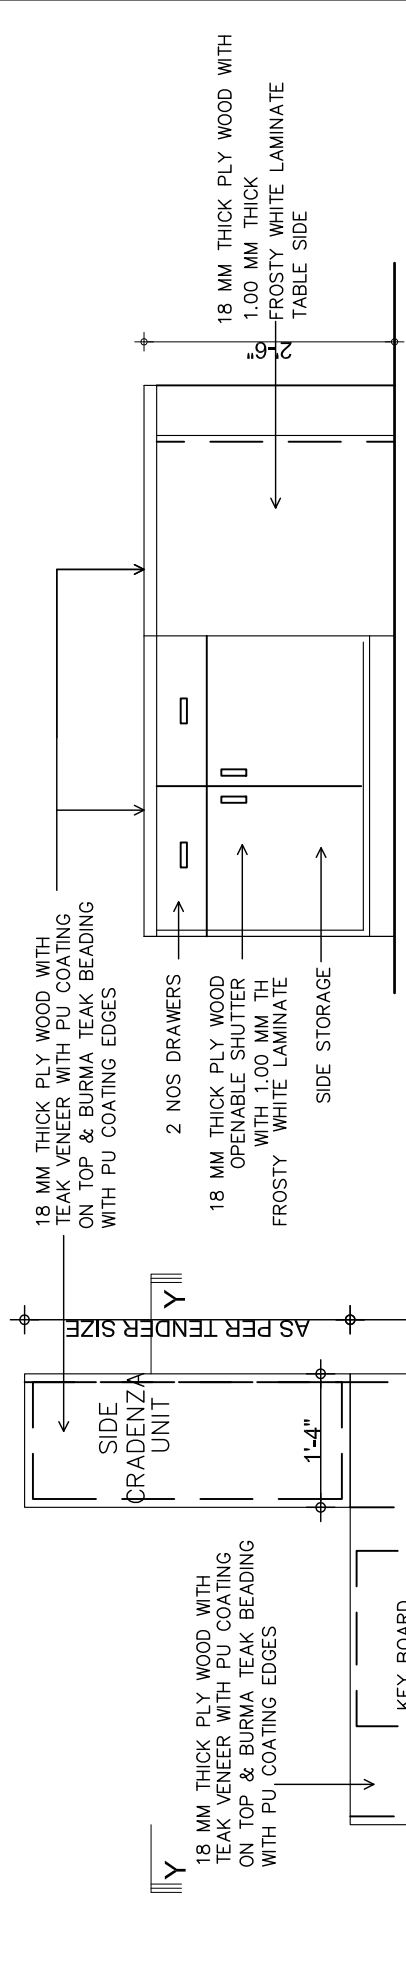 18 MM THICK PLY WOOD WITH
TEAK VENEER WITH PU COATING
ON TOP & BURMA TEAK BEADING
WITH PU COATING EDGES
Y
SIDE
CRADENZA
UNIT
1'-4"
KEY BOARD
AS PER TENDER SIZE
Y
18 MM THICK PLY WOOD WITH
TEAK VENEER WITH PU COATING
ON TOP & BURMA TEAK BEADING
WITH PU COATING EDGES
2 NOS DRAWERS
18 MM THICK PLY WOOD
OPENABLE SHUTTER
WITH 1.00 MM TH
FROSTY WHITE LAMINATE
SIDE STORAGE
2'-6"
18 MM THICK PLY WOOD WITH
1.00 MM THICK
FROSTY WHITE LAMINATE
TABLE SIDE